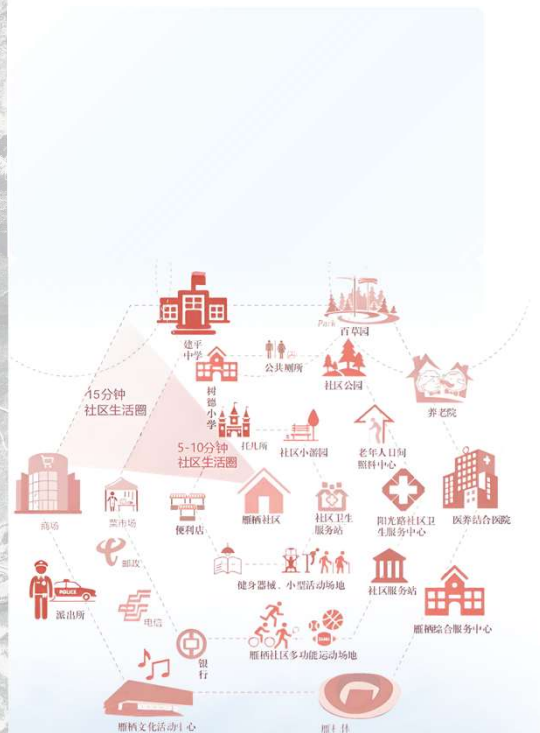 Park
百草园
建平
中学
公共厕所
树德小学
社区公园
15分钟
社区生活圈
养老院
5-10分钟
社区生活圈
托儿所
社区小游园
老年人日间
照料中心
商场
菜市场
便利店
雁栖社区
社区卫生
服务站
阳光路社区卫
生服务中心
医养结合医院
邮政
健身器械、小型活动场地
社区服务站
POLICE
派出所
电信
雁栖综合服务中心
银行
雁栖社区多功能运动场地
雁栖文化活动中心